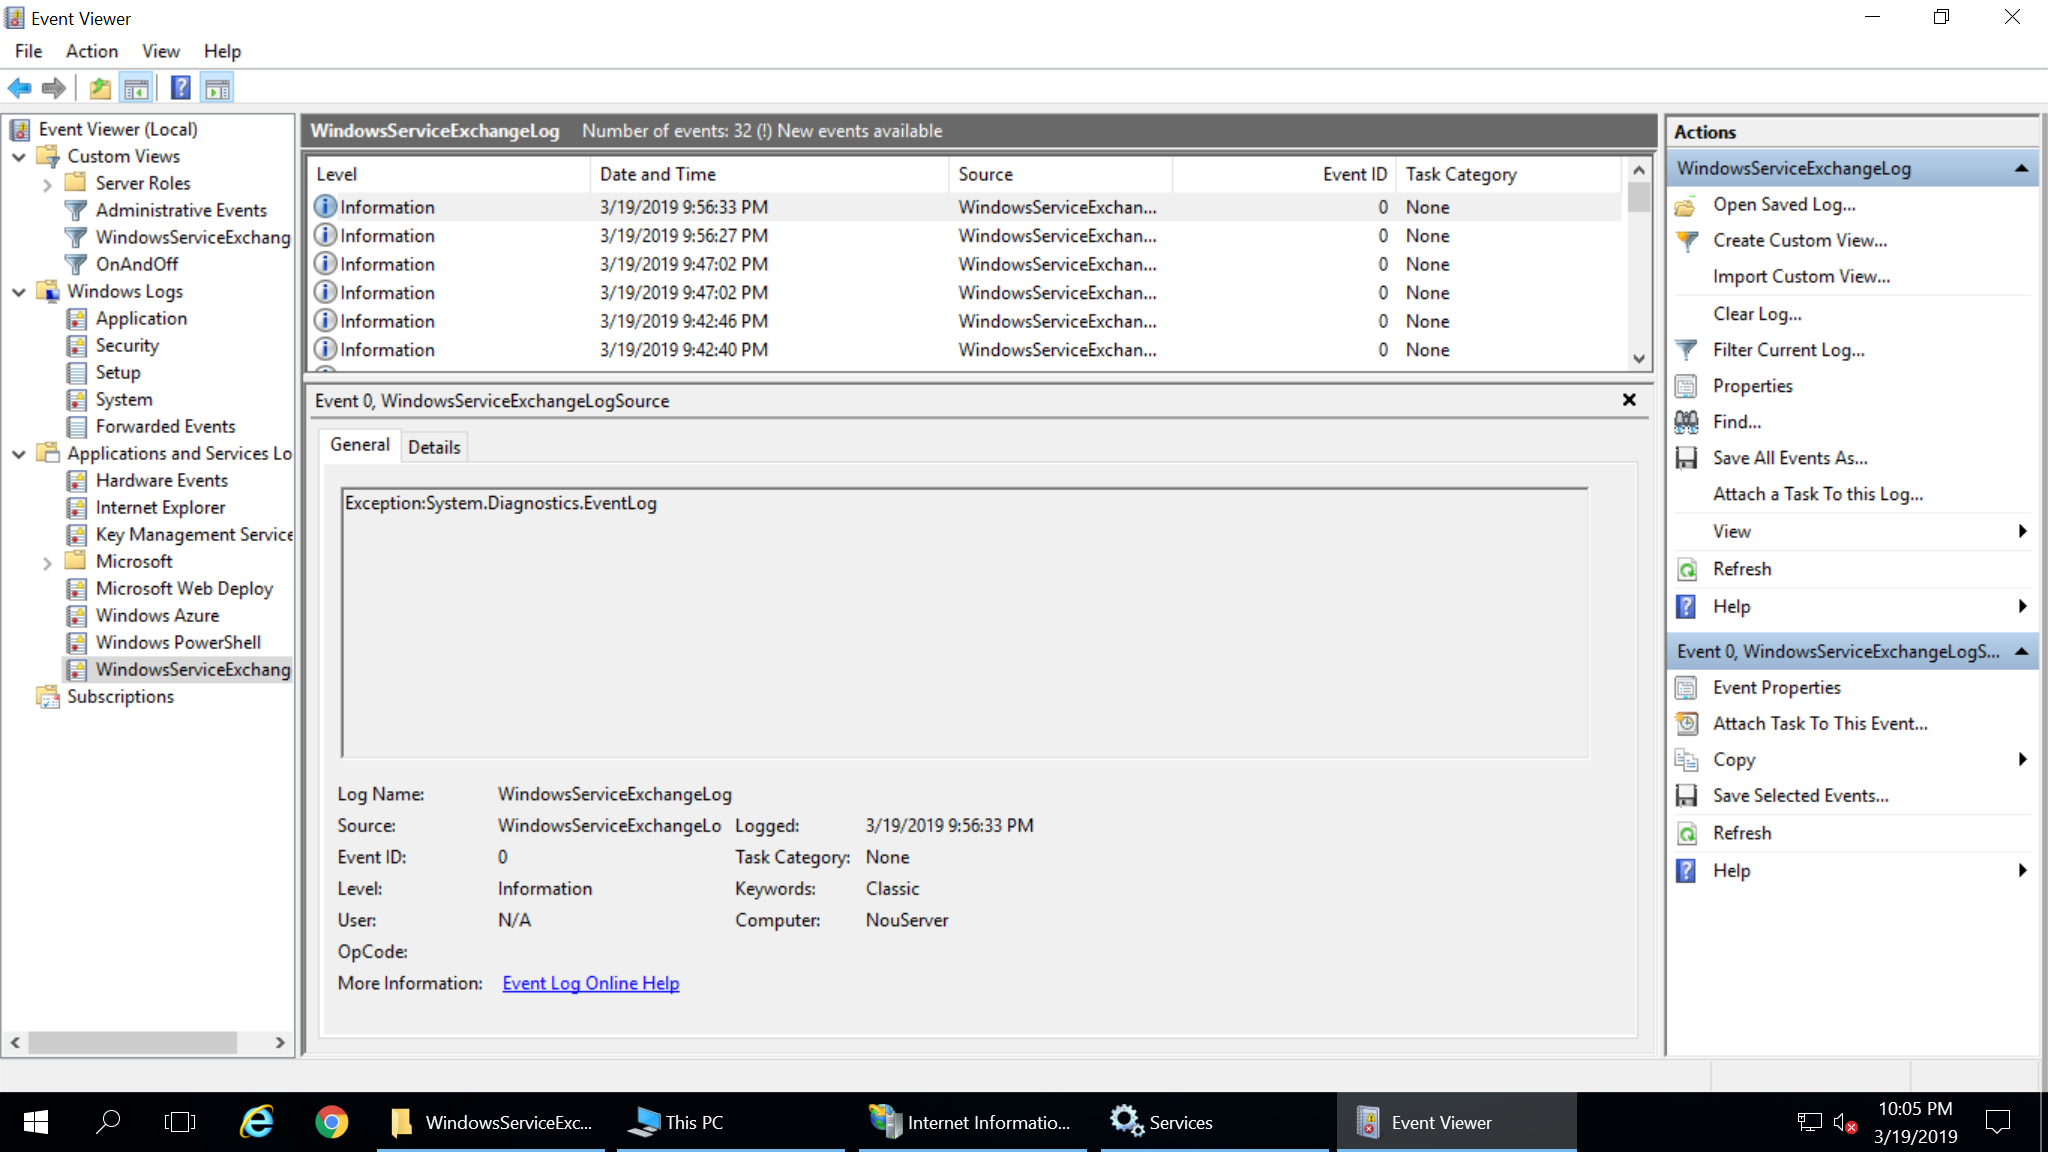 Event Viewer
File Action View Help
Event Viewer (Local)
Custom Views
Server Roles
Administrative Events
WindowsServiceExchang
OnAndOff
Windows Logs
Application
Security
Setup
System
Forwarded Events
Applications and Services Lo
Hardware Events
Internet Explorer
Key Management Service
Microsoft
Microsoft Web Deploy
Windows Azure
Windows PowerShell
WindowsServiceExchang
Subscriptions
WindowsServiceExchangeLog Number of events: 32 (!) New events available
Level Date and Time Source Event ID Task Category
Information 3/19/2019 9:56:33 PM WindowsServiceExchan... 0 None
Information 3/19/2019 9:56:27 PM WindowsServiceExchan... 0 None
Information 3/19/2019 9:47:02 PM WindowsServiceExchan... 0 None
Information 3/19/2019 9:47:02 PM WindowsServiceExchan... 0 None
Information 3/19/2019 9:42:46 PM WindowsServiceExchan... 0 None
Information 3/19/2019 9:42:40 PM WindowsServiceExchan... 0 None
Event 0, WindowsServiceExchangeLogSource
General Details
Exception:System.Diagnostics.EventLog
Log Name: WindowsServiceExchangeLog
Source: WindowsServiceExchangeLo Logged: 3/19/2019 9:56:33 PM
Event ID: 0 Task Category: None
Level: Information Keywords: Classic
User: N/A Computer: NouServer
OpCode:
More Information: Event Log Online Help
Actions
WindowsServiceExchangeLog
Open Saved Log...
Create Custom View...
Import Custom View...
Clear Log...
Filter Current Log...
Properties
Find...
Save All Events As...
Attach a Task To this Log...
View
Refresh
Help
Event 0, WindowsServiceExchangeLogS...
Event Properties
Attach Task To This Event...
Copy
Save Selected Events...
Refresh
Help
WindowsServiceExc... This PC Internet Informatio... Services Event Viewer
10:05 PM
3/19/2019